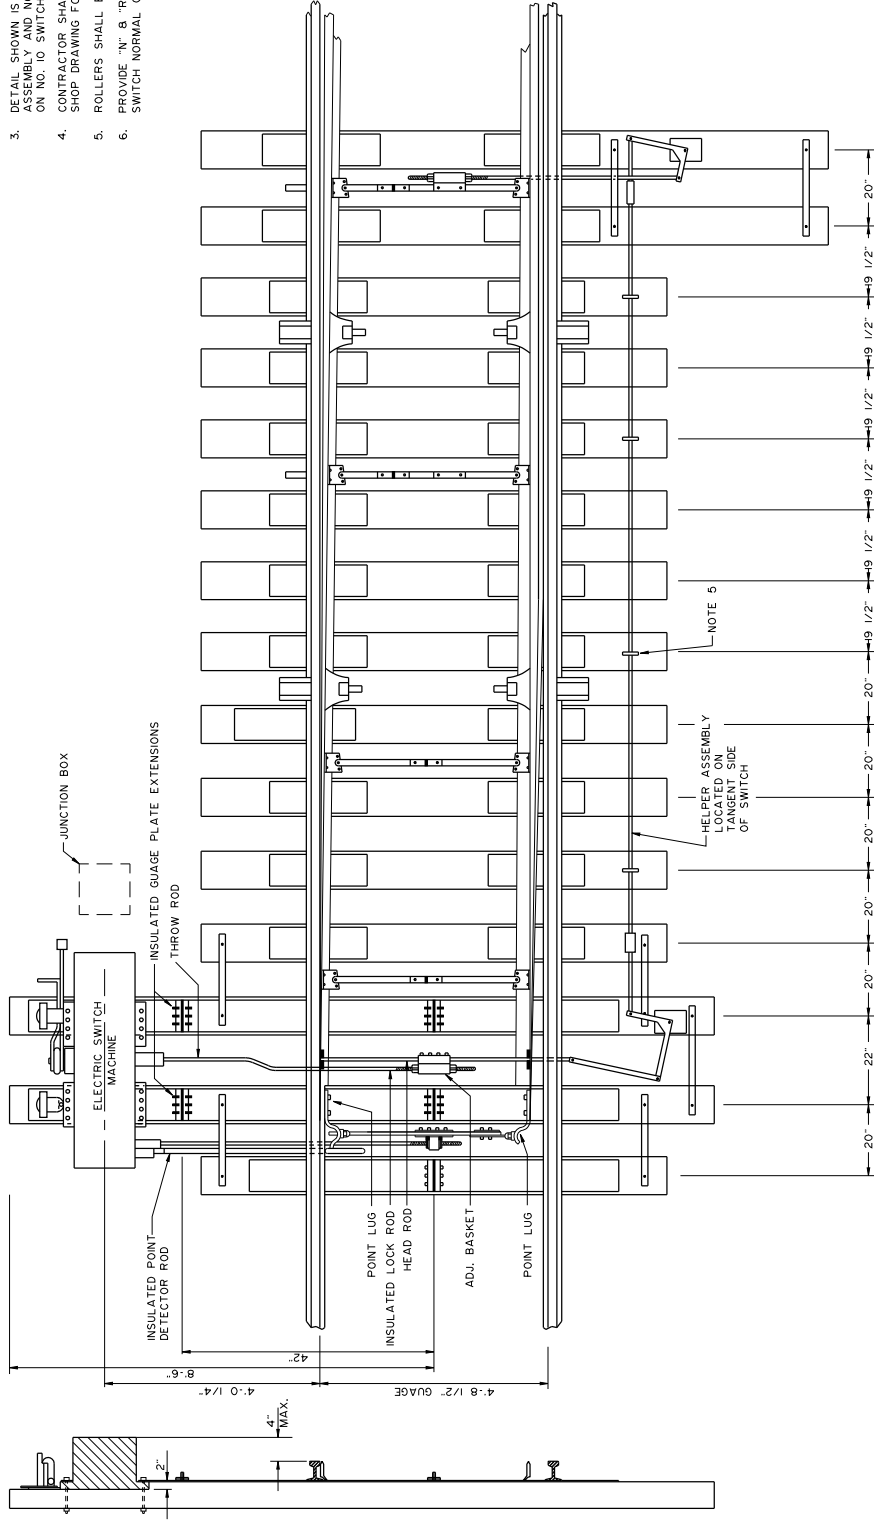 3. DETAIL SHOWN IS
ASSEMBLY AND
ON NO. 10 SWITCH
4. CONTRACTOR
SHOP DRAWING
5. ROLLERS SHALL
6. PROVIDE "N" & "R
SWITCH NORMAL
JUNCTION BOX
INSULATED GUAGE PLATE EXTENSIONS
THROW ROD
ELECTRIC SWITCH
MACHINE
INSULATED POINT
DETECTOR ROD
POINT LUG
INSULATED LOCK ROD
HEAD ROD
ADJ. BASKET
POINT LUG
NOTE 5
HELPER ASSEMBLY
LOCATED ON
TANGENT SIDE
OF SWITCH
42"
8'-6"
4'-0 1/4"
4'-8 1/2" GUAGE
4"
MAX.
2"
20"
22"
20"
20"
20"
20"
20"
19 1/2"
19 1/2"
19 1/2"
19 1/2"
19 1/2"
19 1/2"
20"